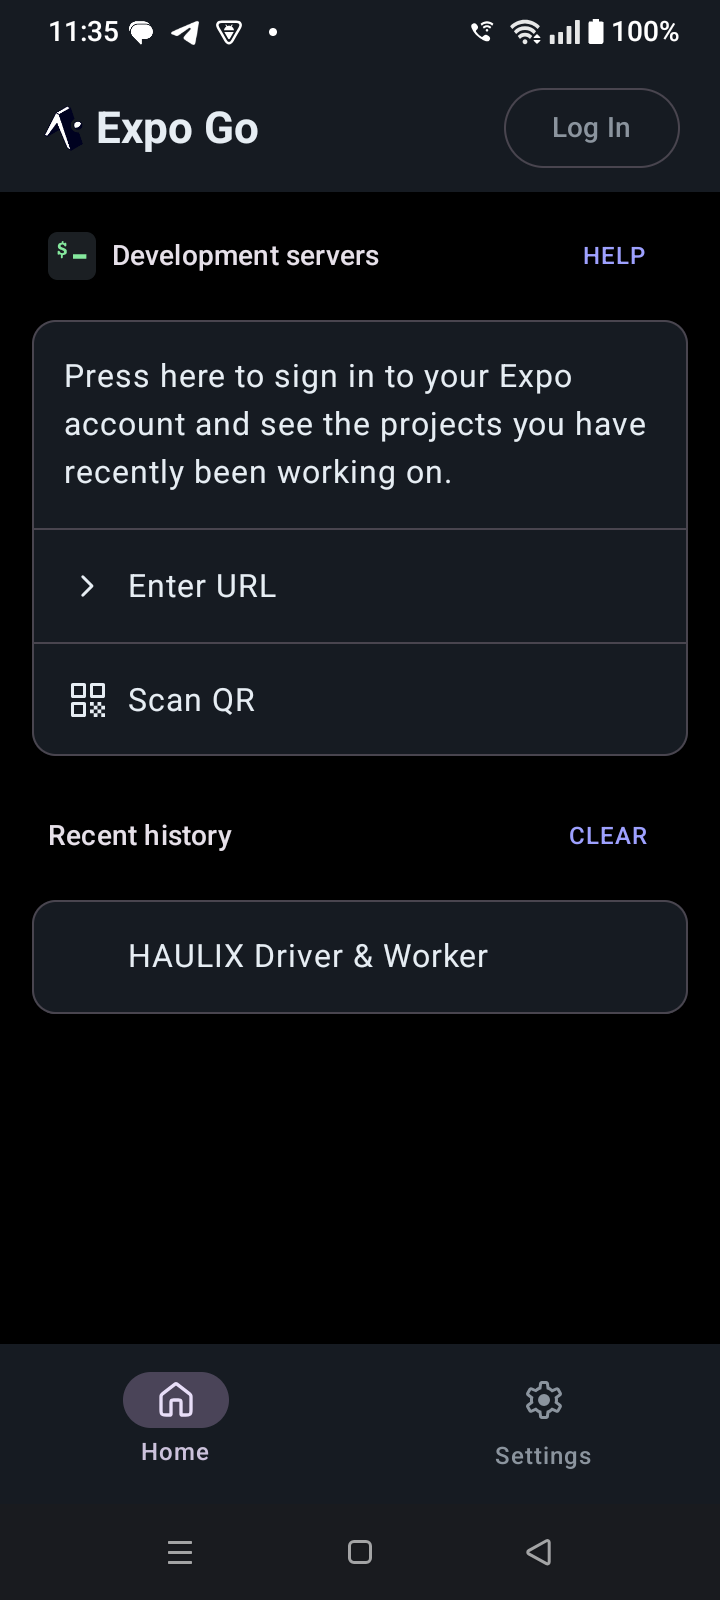 11:35
100%
Expo Go
Log In
$
Development servers
HELP
Press here to sign in to your Expo
account and see the projects you have
recently been working on.
Enter URL
Scan QR
Recent history
CLEAR
HAULIX Driver & Worker
Home
Settings